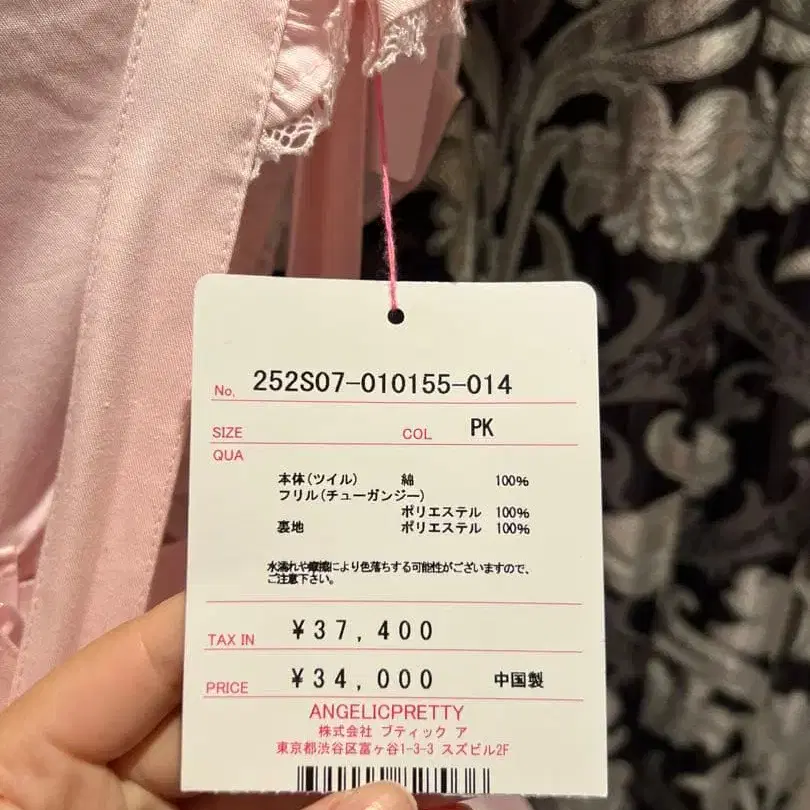 No. 252S07-010155-014
SIZE COL PK
QUA
本体(ツイル) 綿 100%
フリル(チューガンジー)
ポリエステル 100%
裏地 ポリエステル 100%
水濡れや摩擦により色落ちする可能性がございますので、
ご注意下さい。
TAX IN ¥37,400
PRICE ¥34,000 中国製
ANGELICPRETTY
株式会社 ブティック ア
東京都渋谷区富ヶ谷1-3-3 スズビル2F